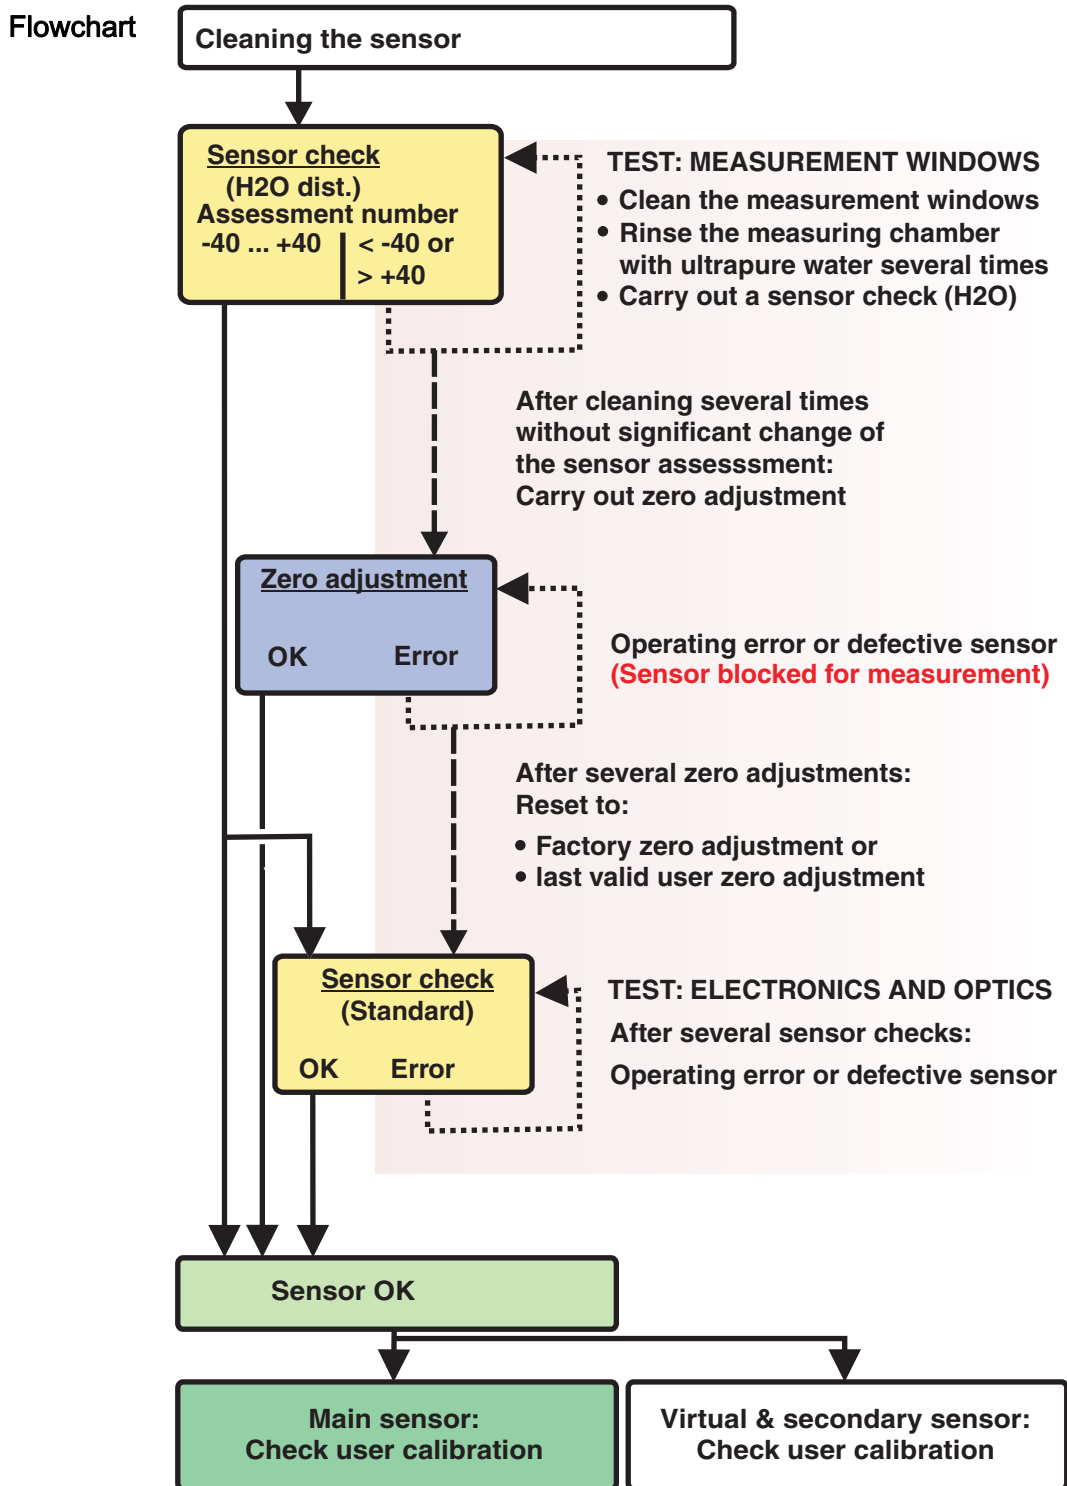 Flowchart
Cleaning the sensor
Sensor check
(H2O dist.)
Assessment number
-40 ... +40
< -40 or
> +40
TEST: MEASUREMENT WINDOWS
• Clean the measurement windows
• Rinse the measuring chamber
with ultrapure water several times
• Carry out a sensor check (H2O)
After cleaning several times
without significant change of
the sensor assesssment:
Carry out zero adjustment
Zero adjustment
OK
Error
Operating error or defective sensor
(Sensor blocked for measurement)
After several zero adjustments:
Reset to:
• Factory zero adjustment or
• last valid user zero adjustment
Sensor check
(Standard)
OK
Error
TEST: ELECTRONICS AND OPTICS
After several sensor checks:
Operating error or defective sensor
Sensor OK
Main sensor:
Check user calibration
Virtual & secondary sensor:
Check user calibration